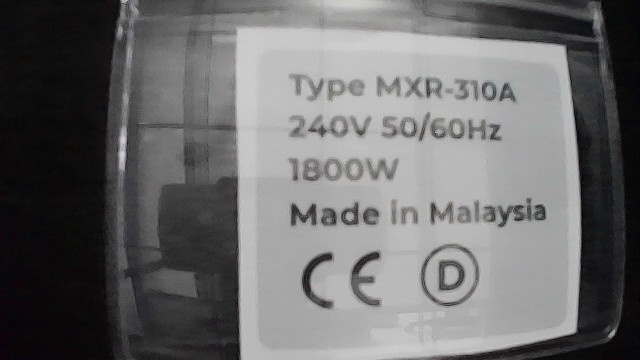 Type MXR-310A
240V 50/60Hz
1800W
Made in Malaysia
CE D